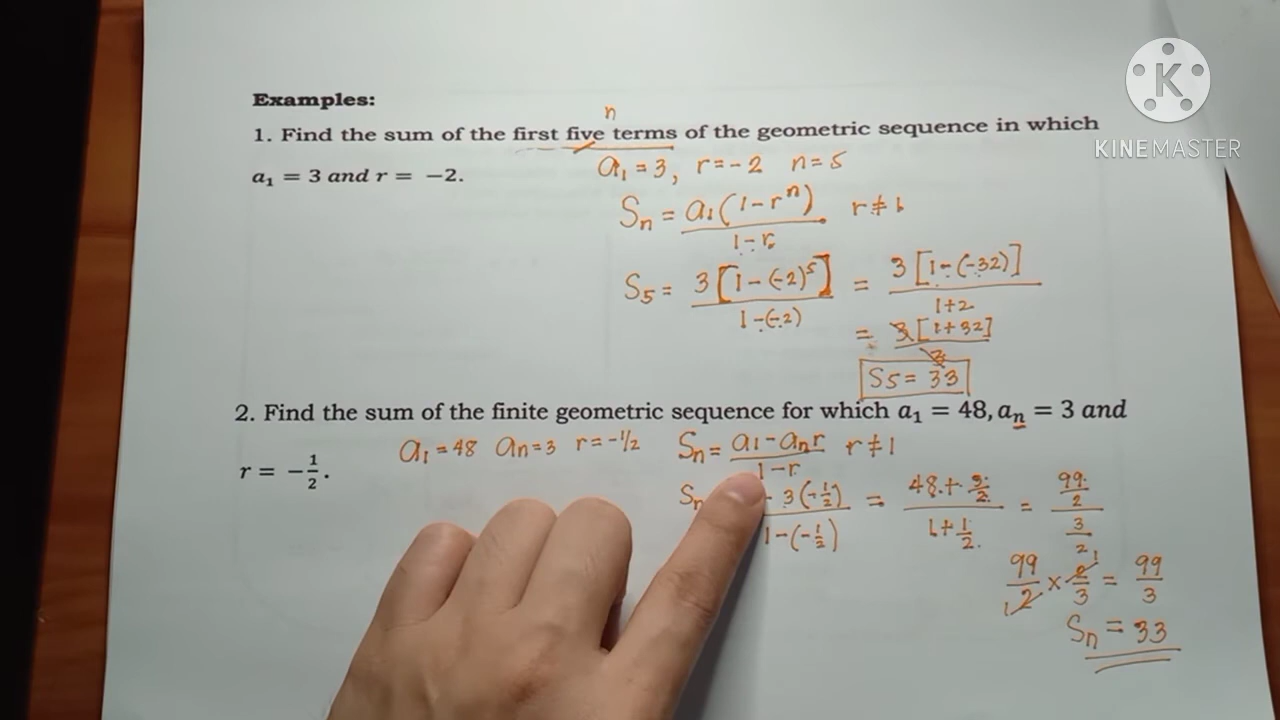 K
KINEMASTER
Examples:
n
1. Find the sum of the first five terms of the geometric sequence in which
a₁ = 3 and r = −2.
a₁ = 3, r = -2 n = 5
Sₙ = a₁(1 - rⁿ) / 1 - r r ≠ 1
S₅ = 3[1 - (-2)⁵] / 1 - (-2) = 3[1 - (-32)] / 1 + 2
= 3[1 + 32] / 3
S₅ = 33
2. Find the sum of the finite geometric sequence for which a₁ = 48, aₙ = 3 and
r = −1/2.
a₁ = 48 aₙ = 3 r = -1/2 Sₙ = a₁ - aₙr / 1 - r r ≠ 1
Sₙ - 3(-1/2) / 1 - (-1/2) = 48 + 3/2 / 1 + 1/2 = 99/2 / 3/2
99/2 × 2/3 = 99/3
Sₙ = 33